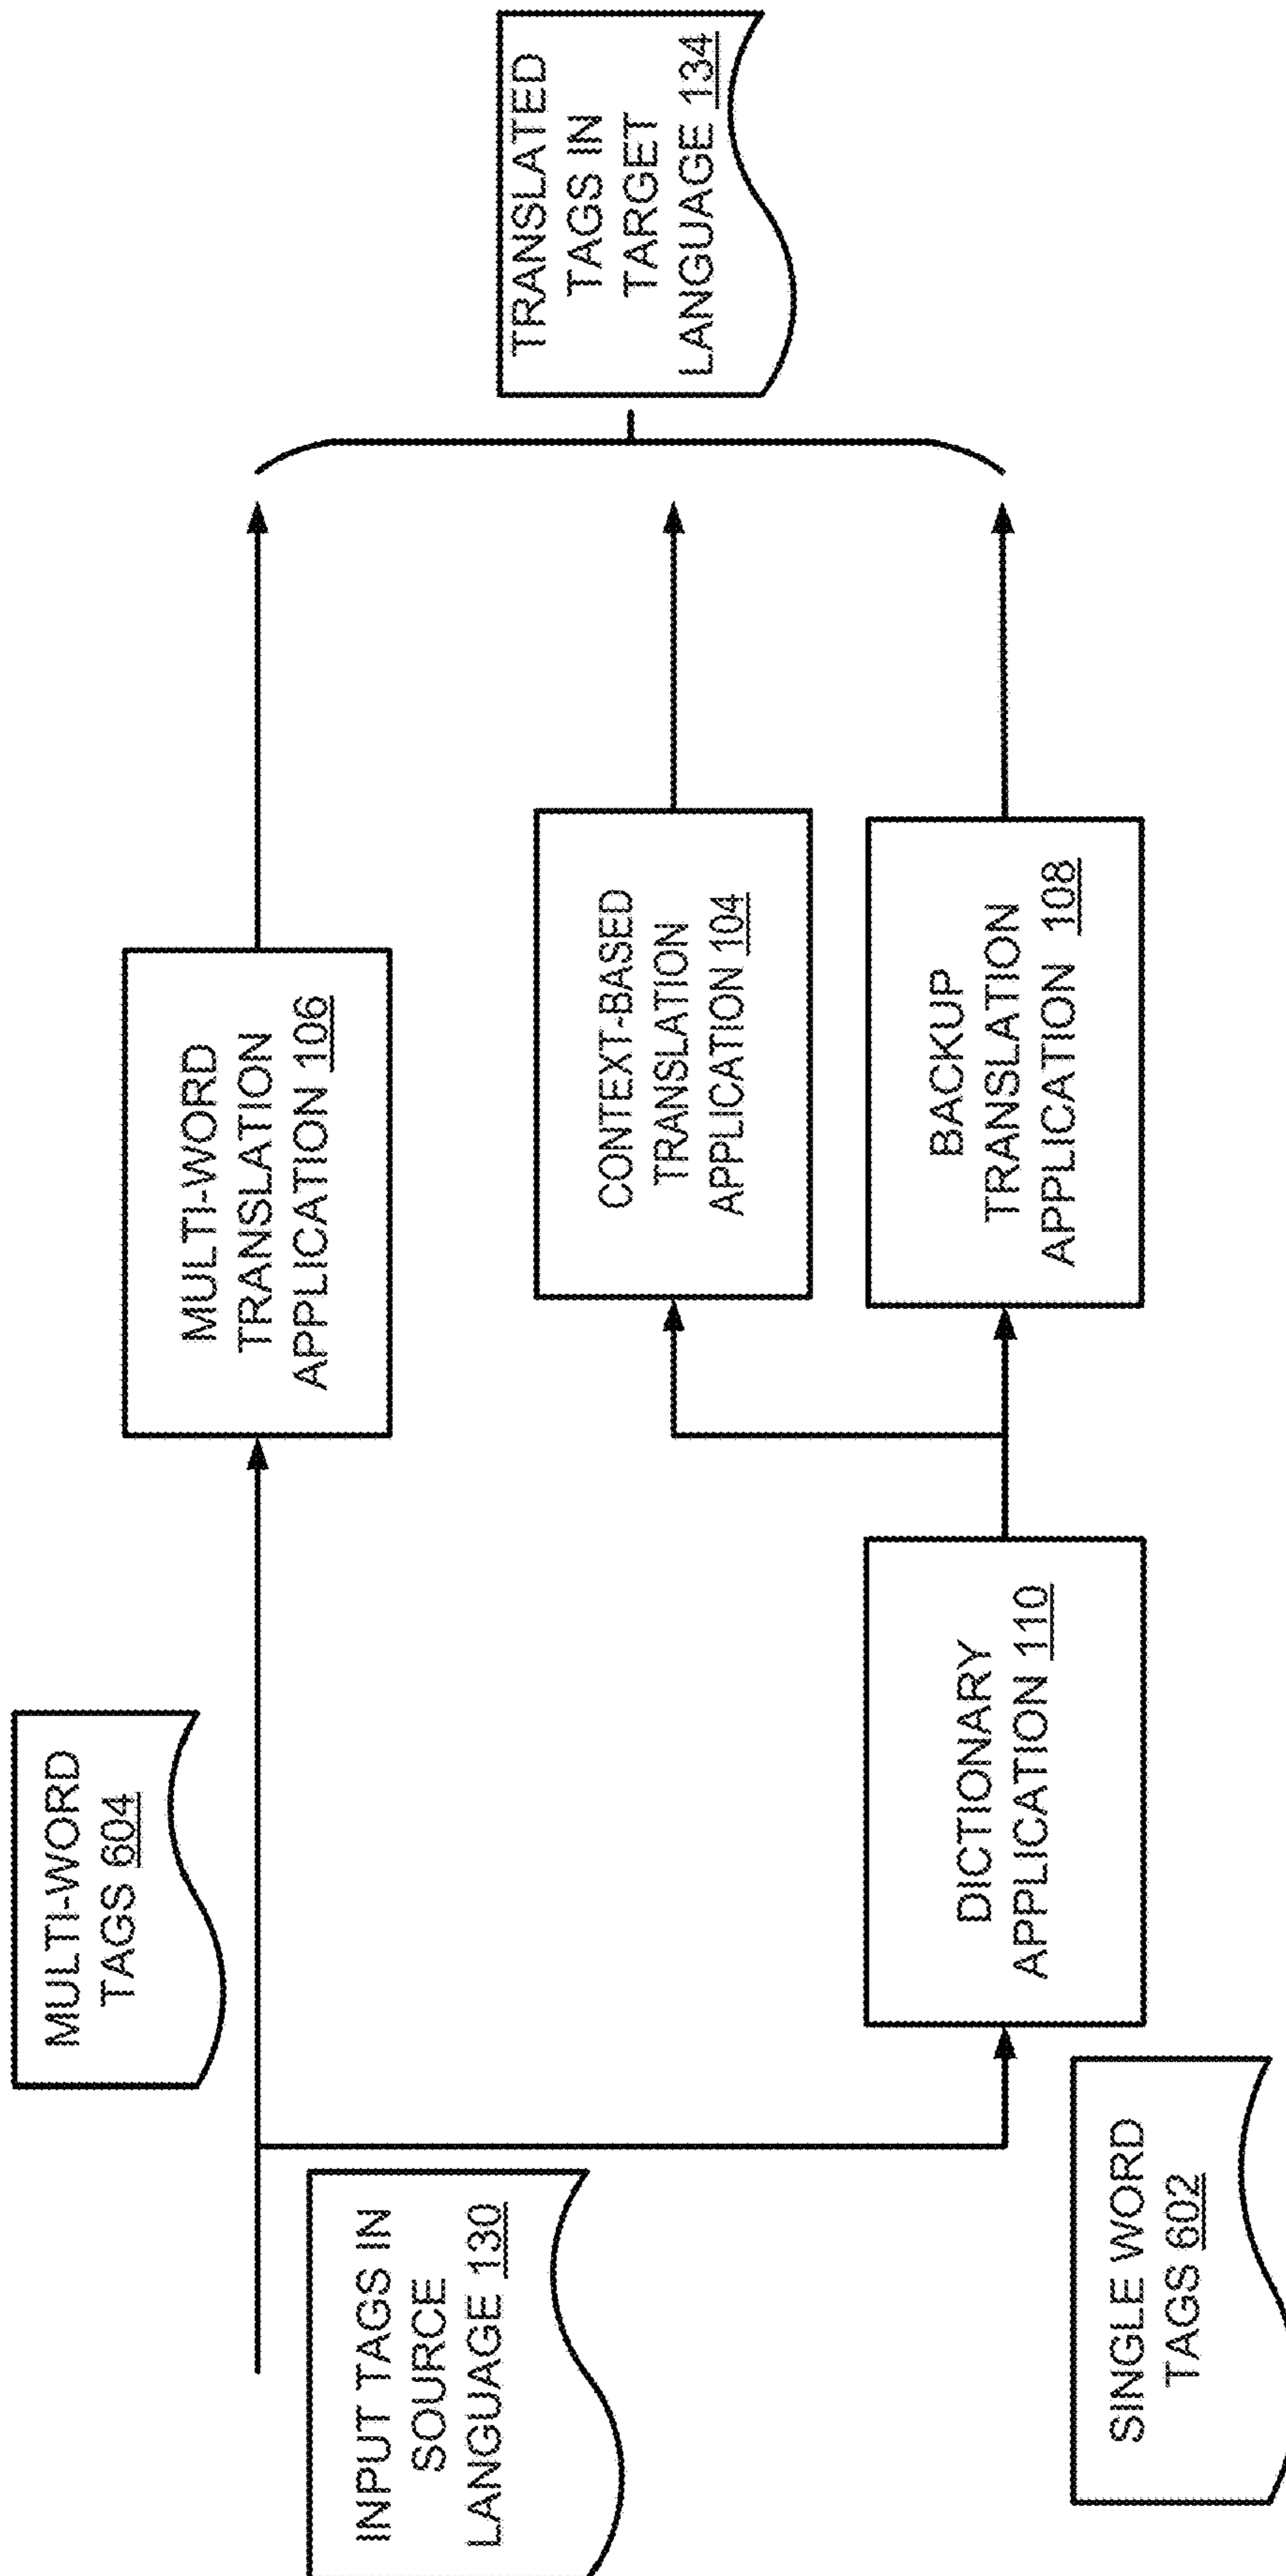 INPUT TAGS IN
SOURCE
LANGUAGE 130
MULTI-WORD
TAGS 604
SINGLE WORD
TAGS 602
MULTI-WORD
TRANSLATION
APPLICATION 106
DICTIONARY
APPLICATION 110
CONTEXT-BASED
TRANSLATION
APPLICATION 104
BACKUP
TRANSLATION
APPLICATION 108
TRANSLATED
TAGS IN
TARGET
LANGUAGE 134